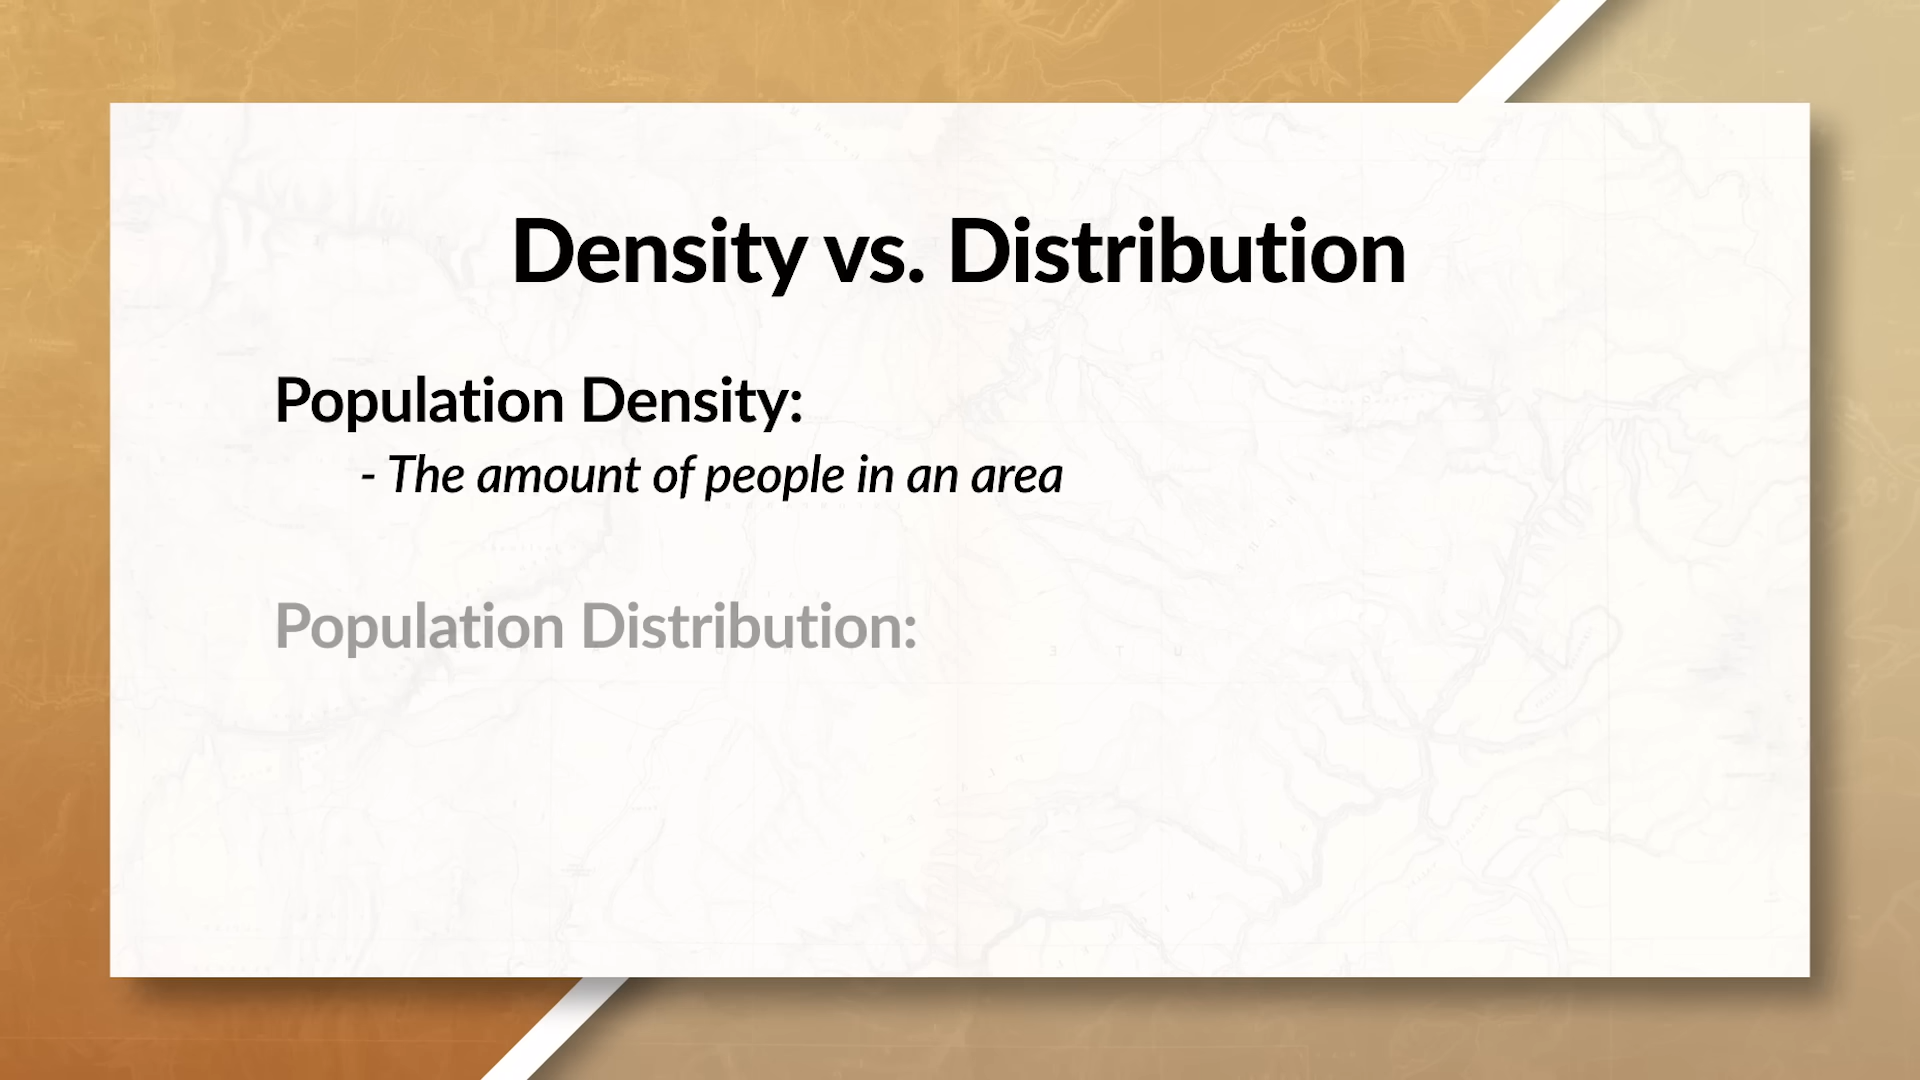 Density vs. Distribution
Population Density:
- The amount of people in an area
Population Distribution: